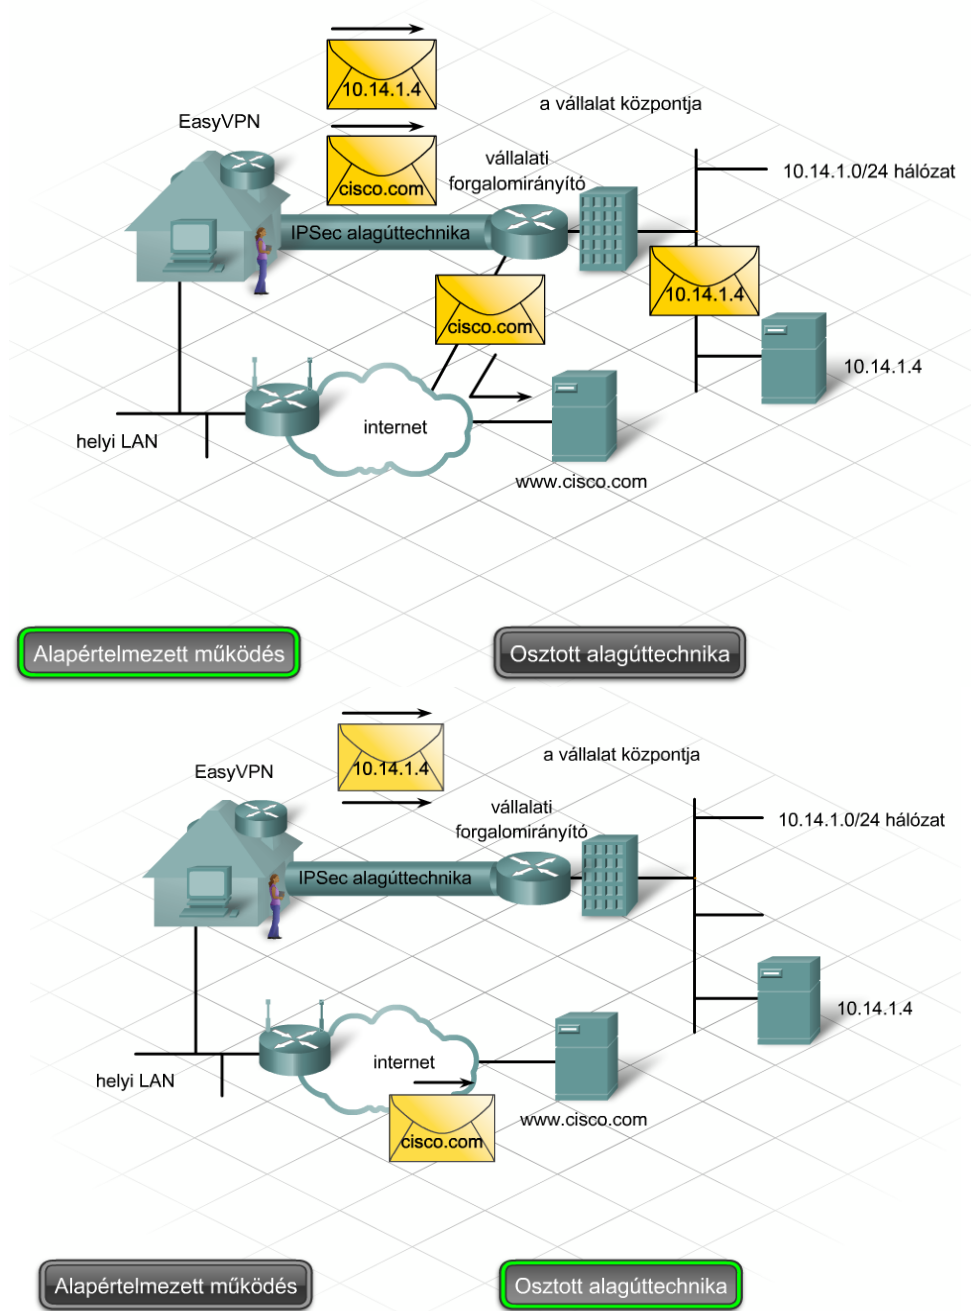 10.14.1.4
a vállalat központja
EasyVPN
cisco.com
vállalati
forgalomirányító
10.14.1.0/24 hálózat
IPSec alagúttechnika
10.14.1.4
cisco.com
10.14.1.4
internet
helyi LAN
www.cisco.com
Alapértelmezett működés
Osztott alagúttechnika
a vállalat központja
10.14.1.4
EasyVPN
vállalati
forgalomirányító
10.14.1.0/24 hálózat
IPSec alagúttechnika
10.14.1.4
internet
helyi LAN
www.cisco.com
cisco.com
Alapértelmezett működés
Osztott alagúttechnika